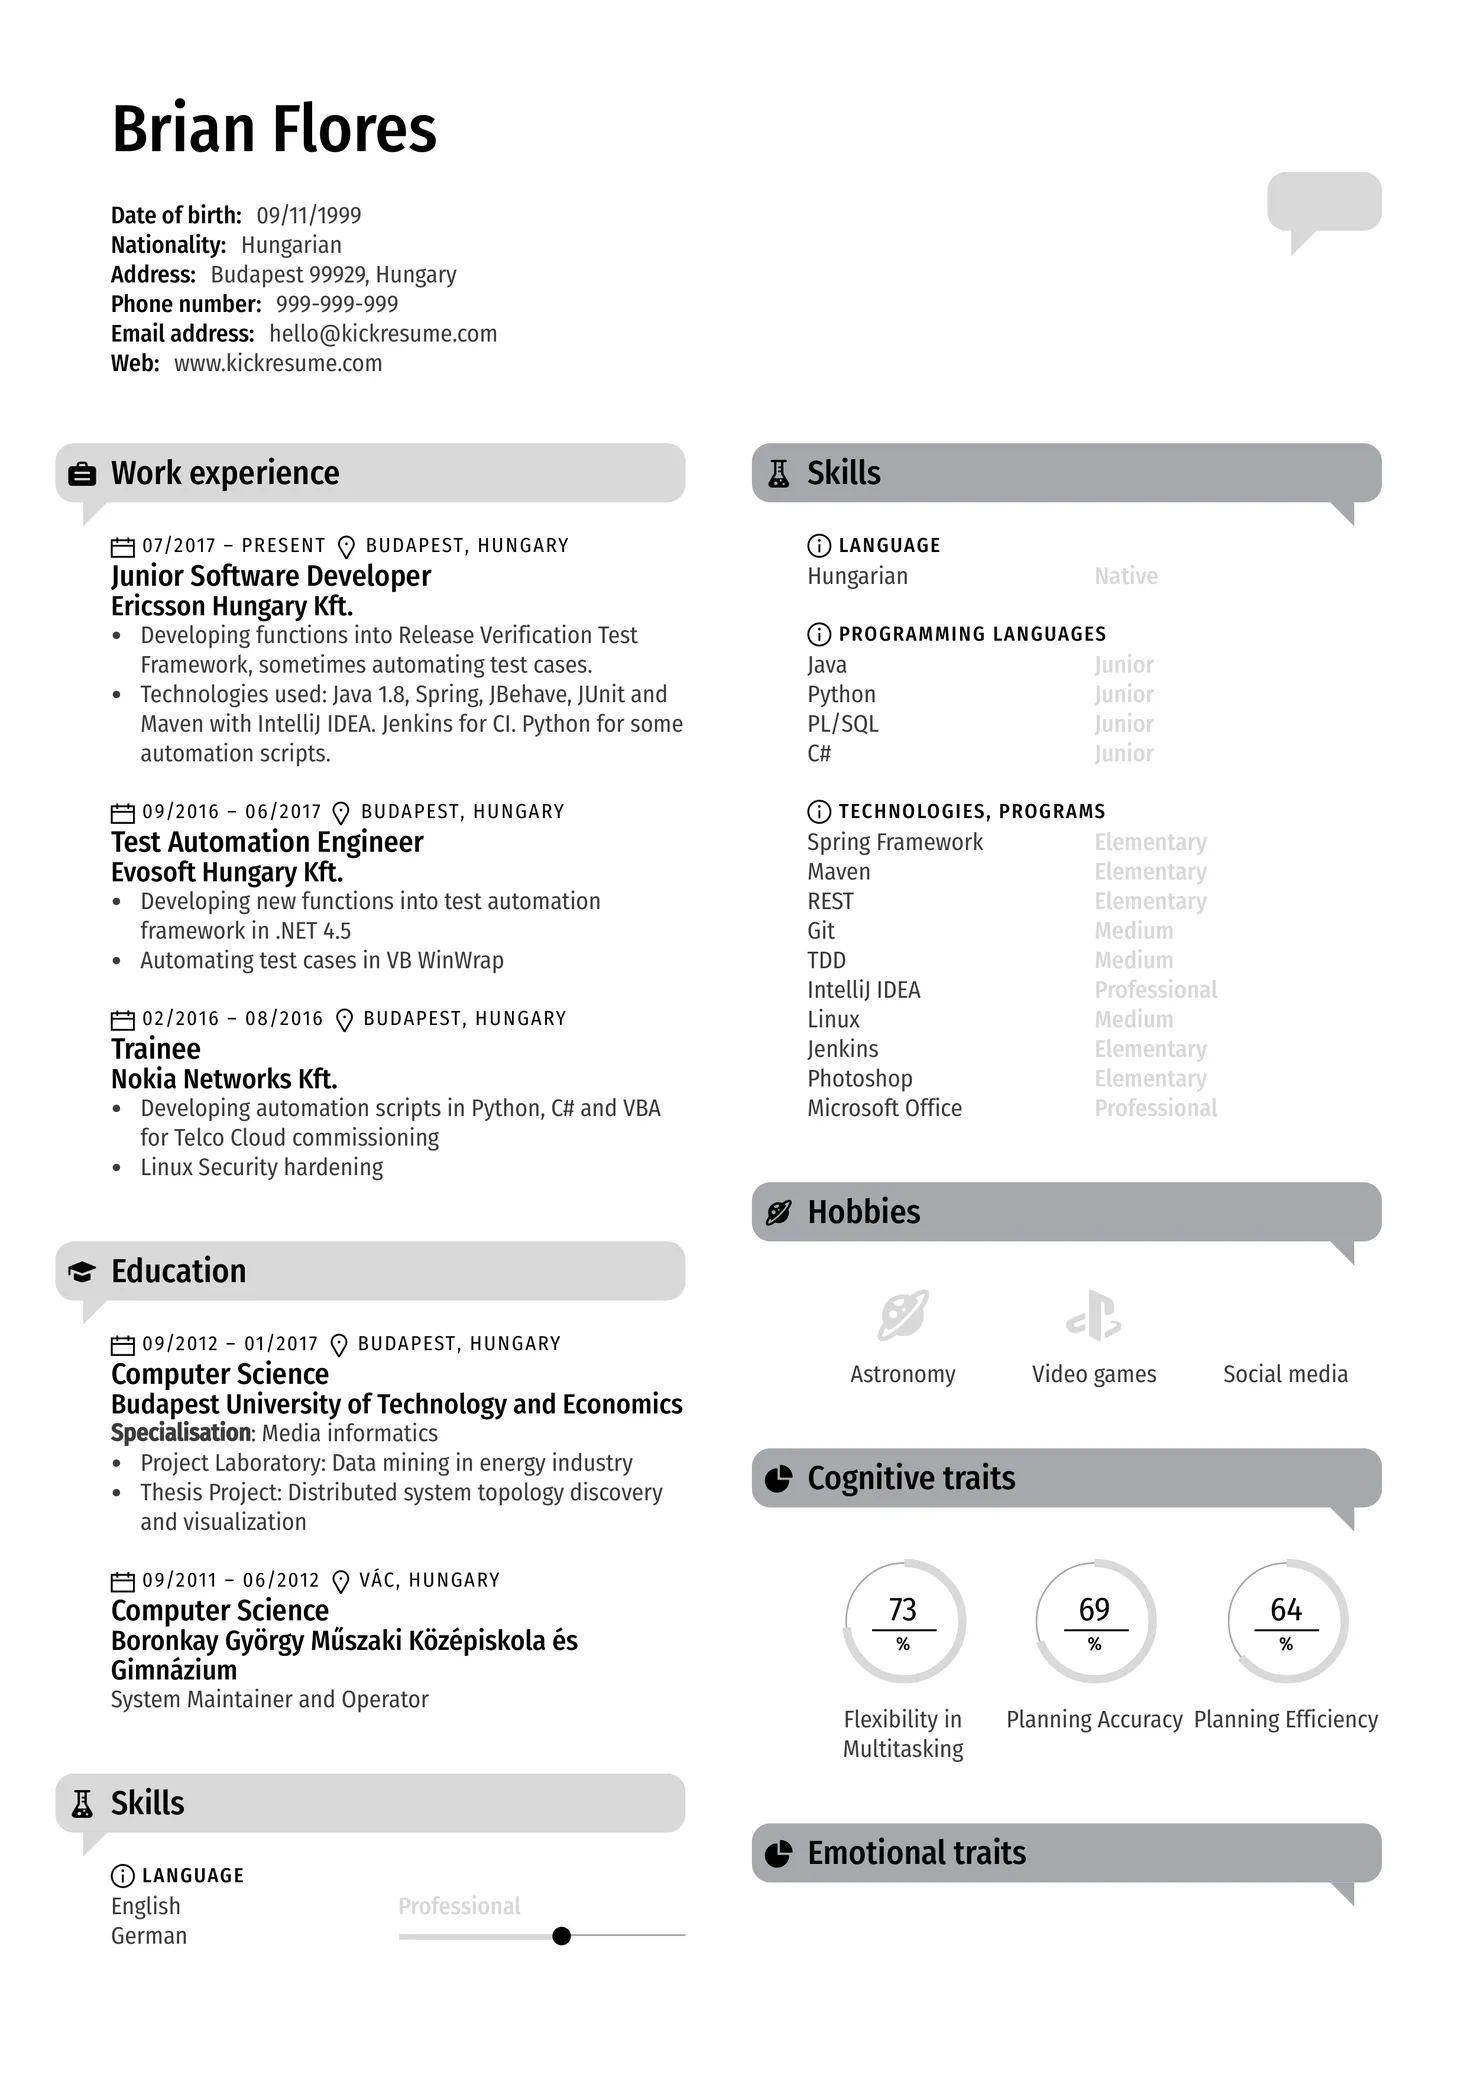 Brian Flores
Date of birth: 09/11/1999
Nationality: Hungarian
Address: Budapest 99929, Hungary
Phone number: 999-999-999
Email address: hello@kickresume.com
Web: www.kickresume.com
Work experience
07/2017 – PRESENT BUDAPEST, HUNGARY
Junior Software Developer
Ericsson Hungary Kft.
• Developing functions into Release Verification Test
Framework, sometimes automating test cases.
• Technologies used: Java 1.8, Spring, JBehave, JUnit and
Maven with IntelliJ IDEA. Jenkins for CI. Python for some
automation scripts.
09/2016 – 06/2017 BUDAPEST, HUNGARY
Test Automation Engineer
Evosoft Hungary Kft.
• Developing new functions into test automation
framework in .NET 4.5
• Automating test cases in VB WinWrap
02/2016 – 08/2016 BUDAPEST, HUNGARY
Trainee
Nokia Networks Kft.
• Developing automation scripts in Python, C# and VBA
for Telco Cloud commissioning
• Linux Security hardening
Education
09/2012 – 01/2017 BUDAPEST, HUNGARY
Computer Science
Budapest University of Technology and Economics
Specialisation: Media informatics
• Project Laboratory: Data mining in energy industry
• Thesis Project: Distributed system topology discovery
and visualization
09/2011 – 06/2012 VÁC, HUNGARY
Computer Science
Boronkay György Műszaki Középiskola és
Gimnázium
System Maintainer and Operator
Skills
LANGUAGE
English Professional
German
Skills
LANGUAGE
Hungarian Native
PROGRAMMING LANGUAGES
Java Junior
Python Junior
PL/SQL Junior
C# Junior
TECHNOLOGIES, PROGRAMS
Spring Framework Elementary
Maven Elementary
REST Elementary
Git Medium
TDD Medium
IntelliJ IDEA Professional
Linux Medium
Jenkins Elementary
Photoshop Elementary
Microsoft Office Professional
Hobbies
Astronomy Video games Social media
Cognitive traits
73 69 64
% % %
Flexibility in Planning Accuracy Planning Efficiency
Multitasking
Emotional traits